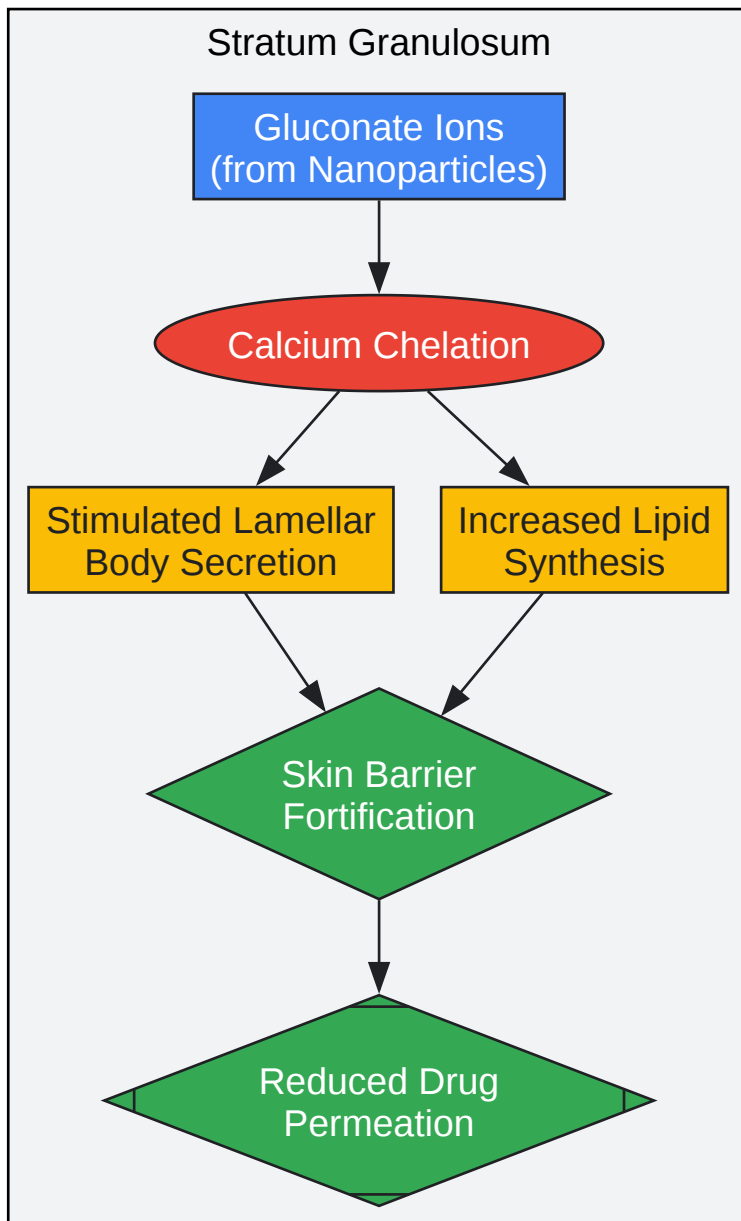 Stratum Granulosum
Gluconate Ions
(from Nanoparticles)
Calcium Chelation
Stimulated Lamellar
Body Secretion
Increased Lipid
Synthesis
Skin Barrier
Fortification
Reduced Drug
Permeation